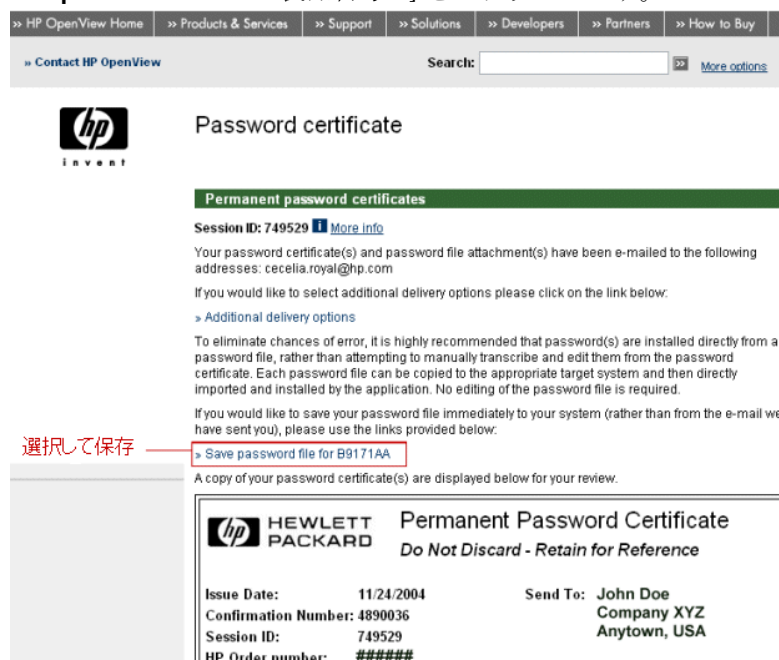 » HP OpenView Home » Products & Services » Support » Solutions » Developers » Partners » How to Buy
» Contact HP OpenView Search: » More options
hp
invent
Password certificate
Permanent password certificates
Session ID: 749529 i More info
Your password certificate(s) and password file attachment(s) have been e-mailed to the following
addresses: cecelia.royal@hp.com
If you would like to select additional delivery options please click on the link below:
» Additional delivery options
To eliminate chances of error, it is highly recommended that password(s) are installed directly from a
password file, rather than attempting to manually transcribe and edit them from the password
certificate. Each password file can be copied to the appropriate target system and then directly
imported and installed by the application. No editing of the password file is required.
If you would like to save your password file immediately to your system (rather than from the e-mail we
have sent you), please use the links provided below:
選択して保存
» Save password file for B9171AA
A copy of your password certificate(s) are displayed below for your review.
hp HEWLETT
PACKARD
Permanent Password Certificate
Do Not Discard - Retain for Reference
Issue Date: 11/24/2004 Send To: John Doe
Confirmation Number: 4890036 Company XYZ
Session ID: 749529 Anytown, USA
HP Order number: ######